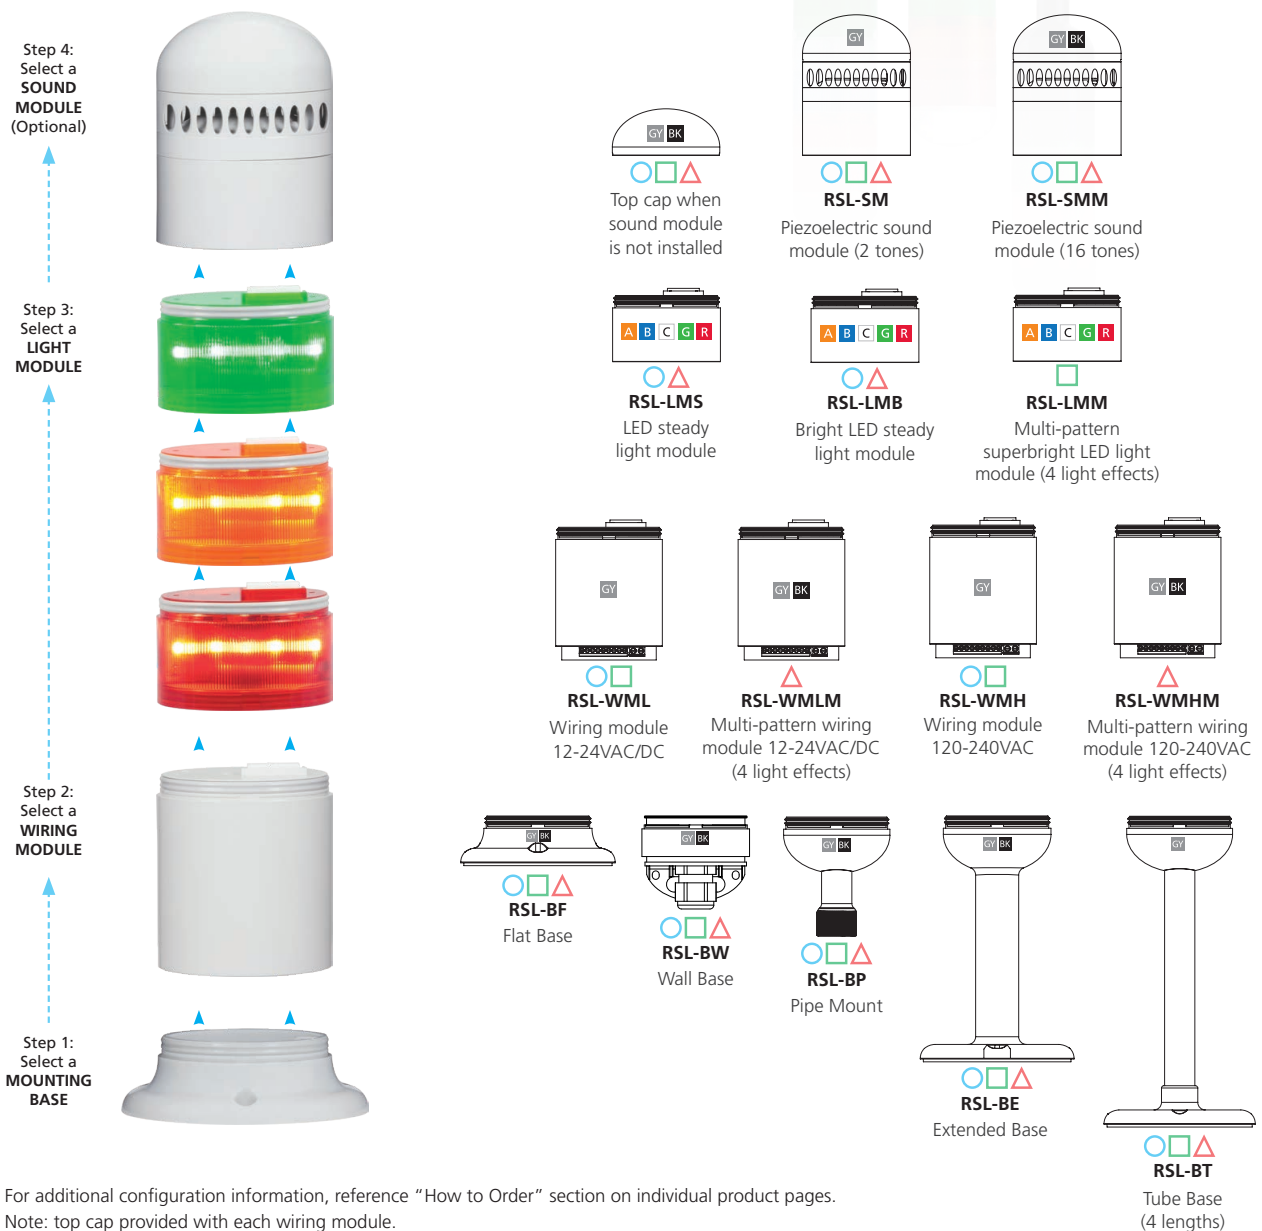 Step 4:
Select a
SOUND
MODULE
(Optional)
Step 3:
Select a
LIGHT
MODULE
Step 2:
Select a
WIRING
MODULE
Step 1:
Select a
MOUNTING
BASE
GY BK
Top cap when
sound module
is not installed
GY
RSL-SM
Piezoelectric sound
module (2 tones)
GY BK
RSL-SMM
Piezoelectric sound
module (16 tones)
A B C G R
RSL-LMS
LED steady
light module
A B C G R
RSL-LMB
Bright LED steady
light module
A B C G R
RSL-LMM
Multi-pattern
superbright LED light
module (4 light effects)
GY
RSL-WML
Wiring module
12-24VAC/DC
GY BK
RSL-WMLM
Multi-pattern wiring
module 12-24VAC/DC
(4 light effects)
GY
RSL-WMH
Wiring module
120-240VAC
GY BK
RSL-WMHM
Multi-pattern wiring
module 120-240VAC
(4 light effects)
GY BK
RSL-BF
Flat Base
GY BK
RSL-BW
Wall Base
GY BK
RSL-BP
Pipe Mount
GY BK
RSL-BE
Extended Base
GY
RSL-BT
Tube Base
(4 lengths)
For additional configuration information, reference “How to Order” section on individual product pages.
Note: top cap provided with each wiring module.